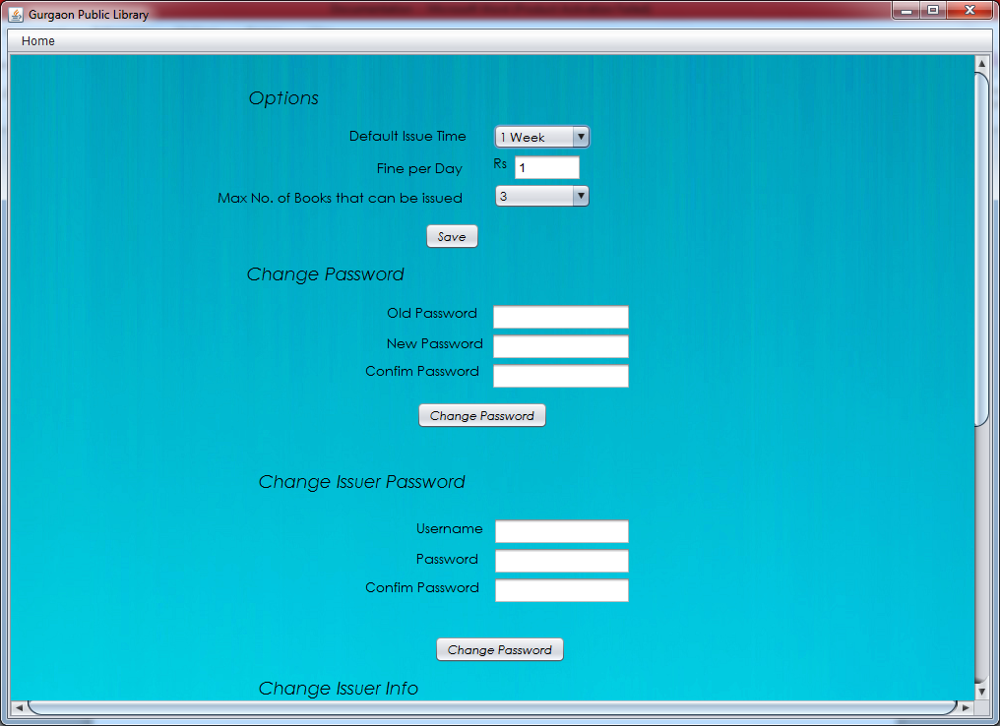 Gurgaon Public Library
Home
Options
Default Issue Time 1 Week
Fine per Day Rs 1
Max No. of Books that can be issued 3
Save
Change Password
Old Password
New Password
Confim Password
Change Password
Change Issuer Password
Username
Password
Confim Password
Change Password
Change Issuer Info